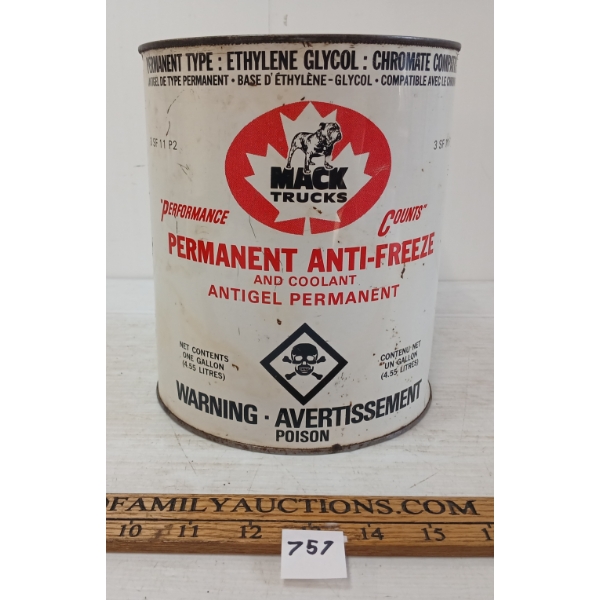 PERMANENT TYPE : ETHYLENE GLYCOL : CHROMATE
ANTIGEL DE TYPE PERMANENT • BASE D'ÉTHYLÈNE-GLYCOL • COMPATIBLE AVEC LE
SF 11 P2
3 SF
MACK
TRUCKS
"PERFORMANCE COUNTS"
PERMANENT ANTI-FREEZE
AND COOLANT
ANTIGEL PERMANENT
NET CONTENTS
ONE GALLON
(4.55 LITRES)
CONTENU NET
UN GALLON
(4.55 LITRES)
WARNING · AVERTISSEMENT
POISON
FAMILYAUCTIONS.COM
10 11 12 14 15
757